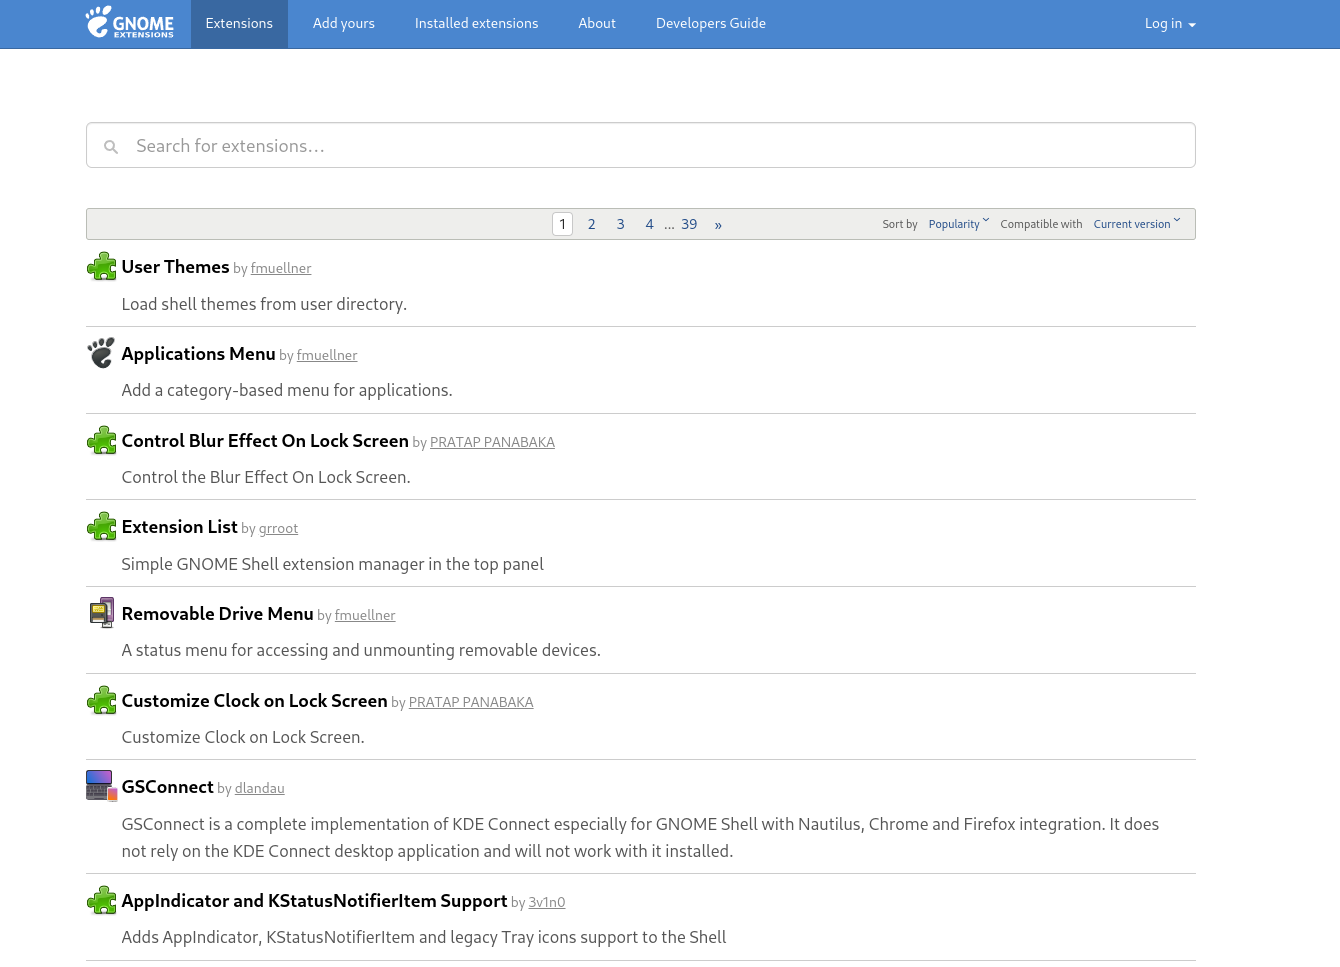 GNOME EXTENSIONS Extensions Add yours Installed extensions About Developers Guide Log in
Search for extensions...
1 2 3 4 ... 39 » Sort by Popularity Compatible with Current version
User Themes by fmuellner
Load shell themes from user directory.
Applications Menu by fmuellner
Add a category-based menu for applications.
Control Blur Effect On Lock Screen by PRATAP PANABAKA
Control the Blur Effect On Lock Screen.
Extension List by grroot
Simple GNOME Shell extension manager in the top panel
Removable Drive Menu by fmuellner
A status menu for accessing and unmounting removable devices.
Customize Clock on Lock Screen by PRATAP PANABAKA
Customize Clock on Lock Screen.
GSConnect by dlandau
GSConnect is a complete implementation of KDE Connect especially for GNOME Shell with Nautilus, Chrome and Firefox integration. It does
not rely on the KDE Connect desktop application and will not work with it installed.
AppIndicator and KStatusNotifierItem Support by 3v1n0
Adds AppIndicator, KStatusNotifierItem and legacy Tray icons support to the Shell